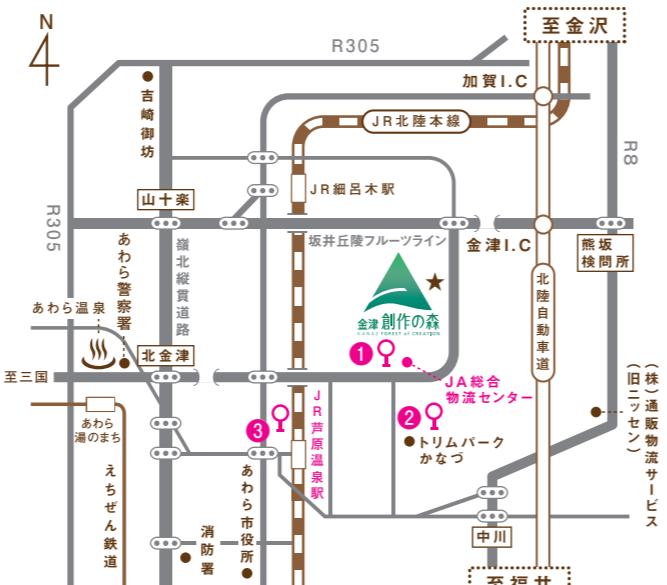 N
至金沢
R305
加賀I.C
吉崎御坊
JR北陸本線
R8
JR細呂木駅
山十楽
R305
坂井丘陵フルーツライン
金津I.C
熊坂
検問所
嶺北縦貫道路
あわら警察署
金津 創作の森
KANAZ FOREST of CREATION
北陸自動車道
あわら温泉
北金津
1
JA総合
物流センター
至三国
(株)通販物流サービス
(旧ニッセン)
あわら
湯のまち
3
JR芦原温泉駅
2
トリムパーク
かなづ
えちぜん鉄道
あわら市役所
消防署
中川
至福井